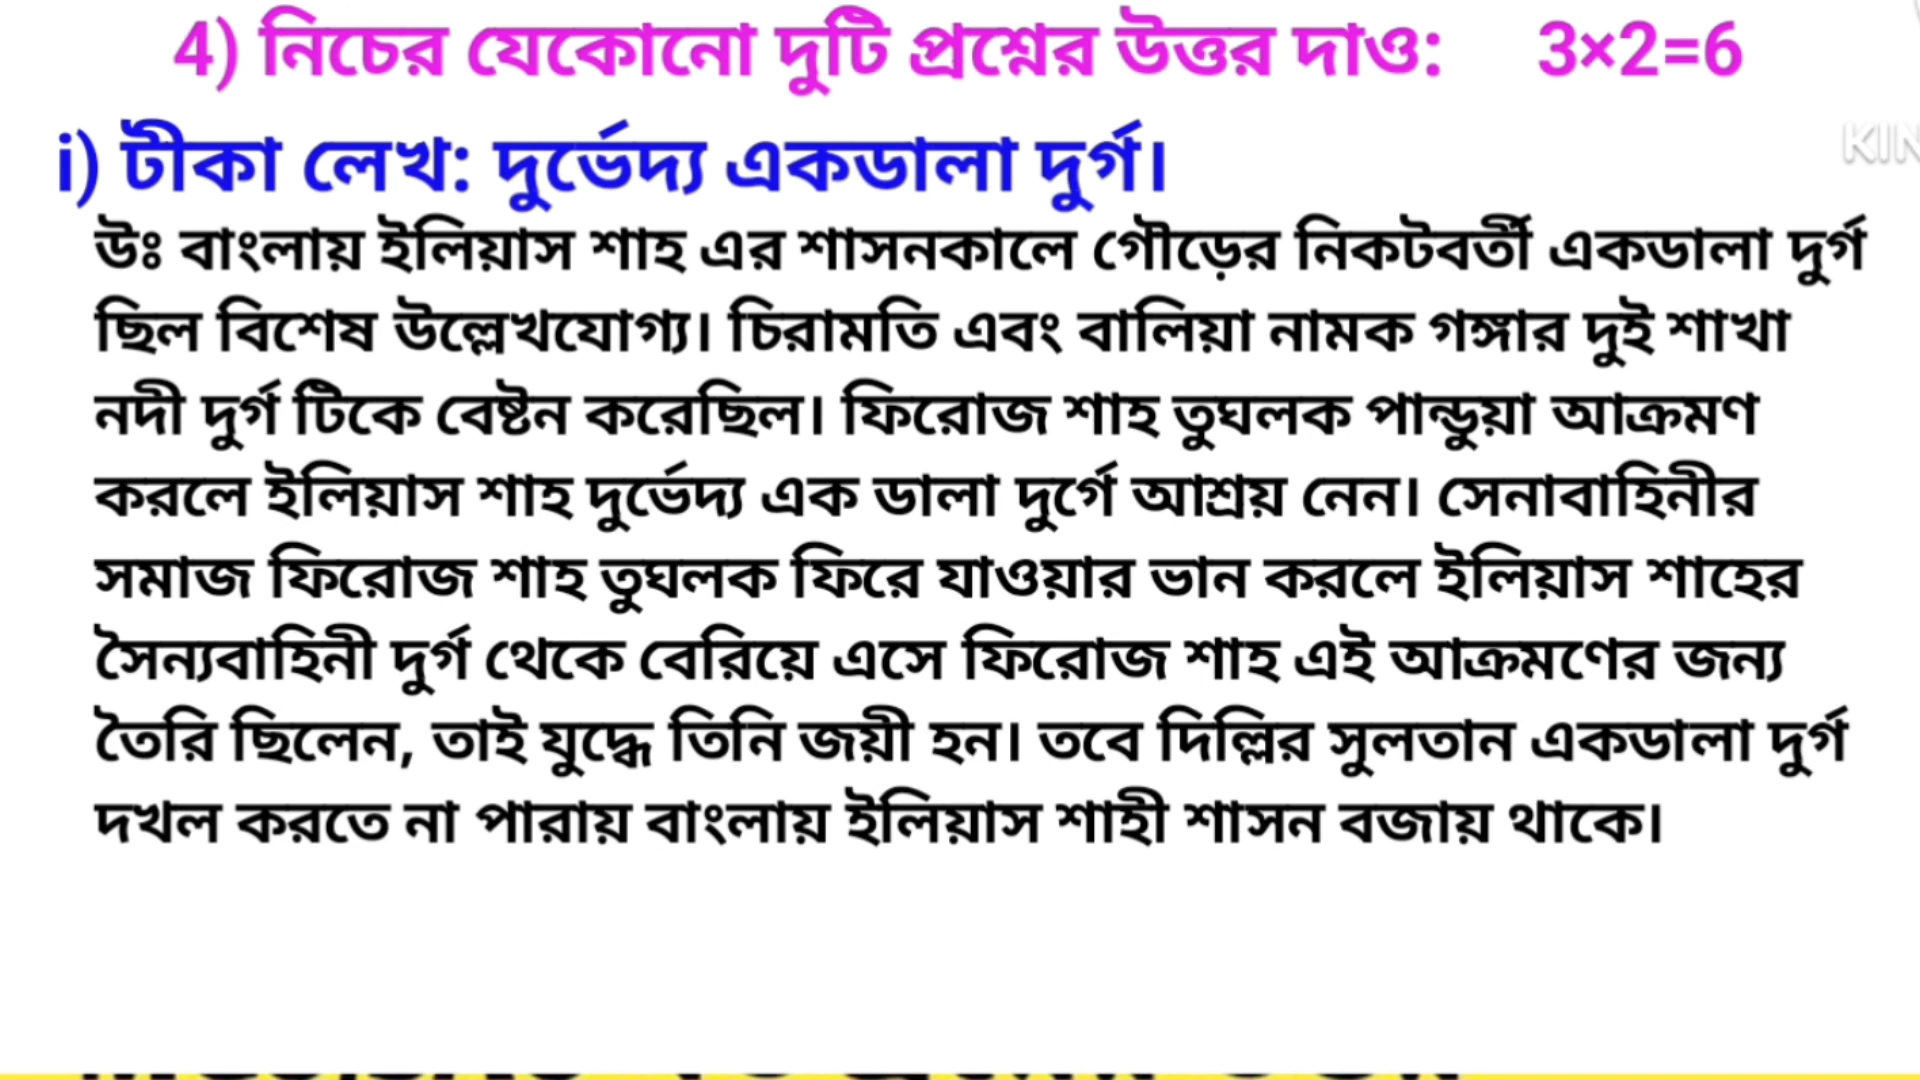 4) নিচের যেকোনো দুটি প্রশ্নের উত্তর দাও: 3×2=6
i) টীকা লেখ: দুর্ভেদ্য একডালা দুর্গ।
KIN
উঃ বাংলায় ইলিয়াস শাহ এর শাসনকালে গৌড়ের নিকটবর্তী একডালা দুর্গ
ছিল বিশেষ উল্লেখযোগ্য। চিরামতি এবং বালিয়া নামক গঙ্গার দুই শাখা
নদী দুর্গ টিকে বেষ্টন করেছিল। ফিরোজ শাহ তুঘলক পান্ডুয়া আক্রমণ
করলে ইলিয়াস শাহ দুর্ভেদ্য এক ডালা দুর্গে আশ্রয় নেন। সেনাবাহিনীর
সমাজ ফিরোজ শাহ তুঘলক ফিরে যাওয়ার ভান করলে ইলিয়াস শাহের
সৈন্যবাহিনী দুর্গ থেকে বেরিয়ে এসে ফিরোজ শাহ এই আক্রমণের জন্য
তৈরি ছিলেন, তাই যুদ্ধে তিনি জয়ী হন। তবে দিল্লির সুলতান একডালা দুর্গ
দখল করতে না পারায় বাংলায় ইলিয়াস শাহী শাসন বজায় থাকে।